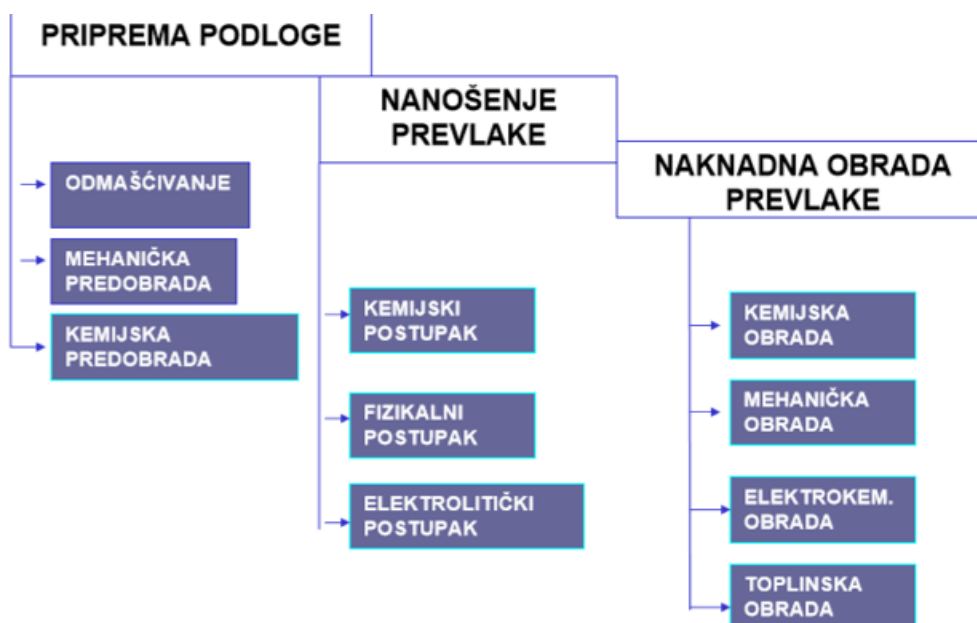 PRIPREMA PODLOGE
ODMAŠĆIVANJE
MEHANIČKA
PREDOBRADA
KEMIJSKA
PREDOBRADA
NANOŠENJE
PREVLAKE
KEMIJSKI
POSTUPAK
FIZIKALNI
POSTUPAK
ELEKTROLITIČKI
POSTUPAK
NAKNADNA OBRADA
PREVLAKE
KEMIJSKA
OBRADA
MEHANIČKA
OBRADA
ELEKTROKEM.
OBRADA
TOPLINSKA
OBRADA